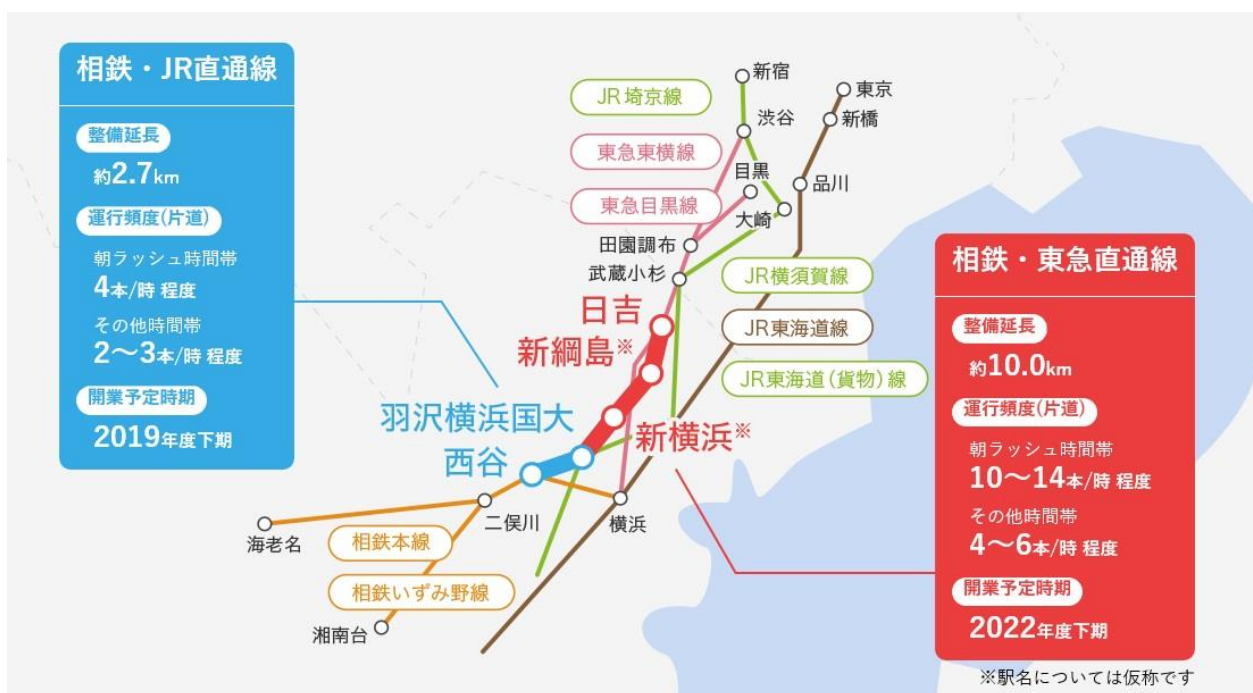 相鉄・JR直通線
整備延長
約2.7km
運行頻度(片道)
朝ラッシュ時間帯
4本/時 程度
その他時間帯
2〜3本/時 程度
開業予定時期
2019年度下期
JR埼京線
東急東横線
東急目黒線
新宿
渋谷
目黒
大崎
田園調布
武蔵小杉
東京
新橋
品川
JR横須賀線
JR東海道線
JR東海道(貨物)線
日吉
新綱島※
新横浜※
羽沢横浜国大
西谷
二俣川
横浜
海老名
相鉄本線
相鉄いずみ野線
湘南台
相鉄・東急直通線
整備延長
約10.0km
運行頻度(片道)
朝ラッシュ時間帯
10〜14本/時 程度
その他時間帯
4〜6本/時 程度
開業予定時期
2022年度下期
※駅名については仮称です